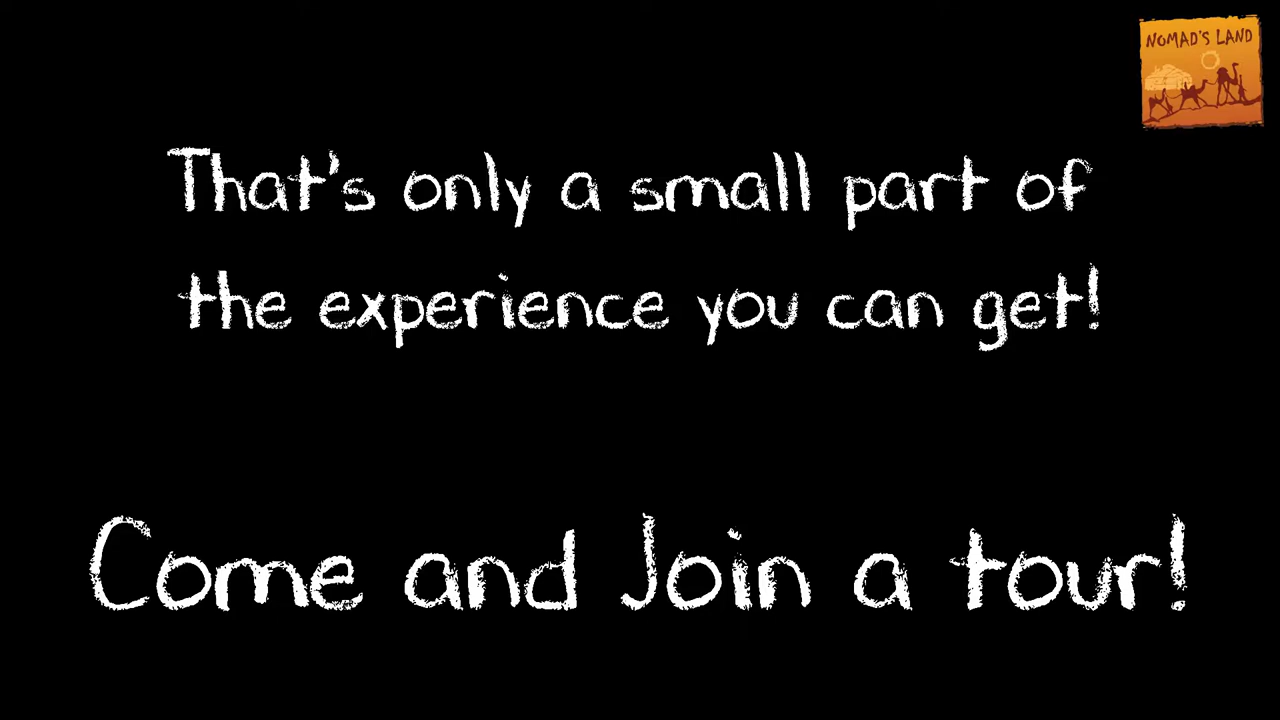 NOMAD'S LAND
That's only a small part of
the experience you can get!
Come and Join a tour!